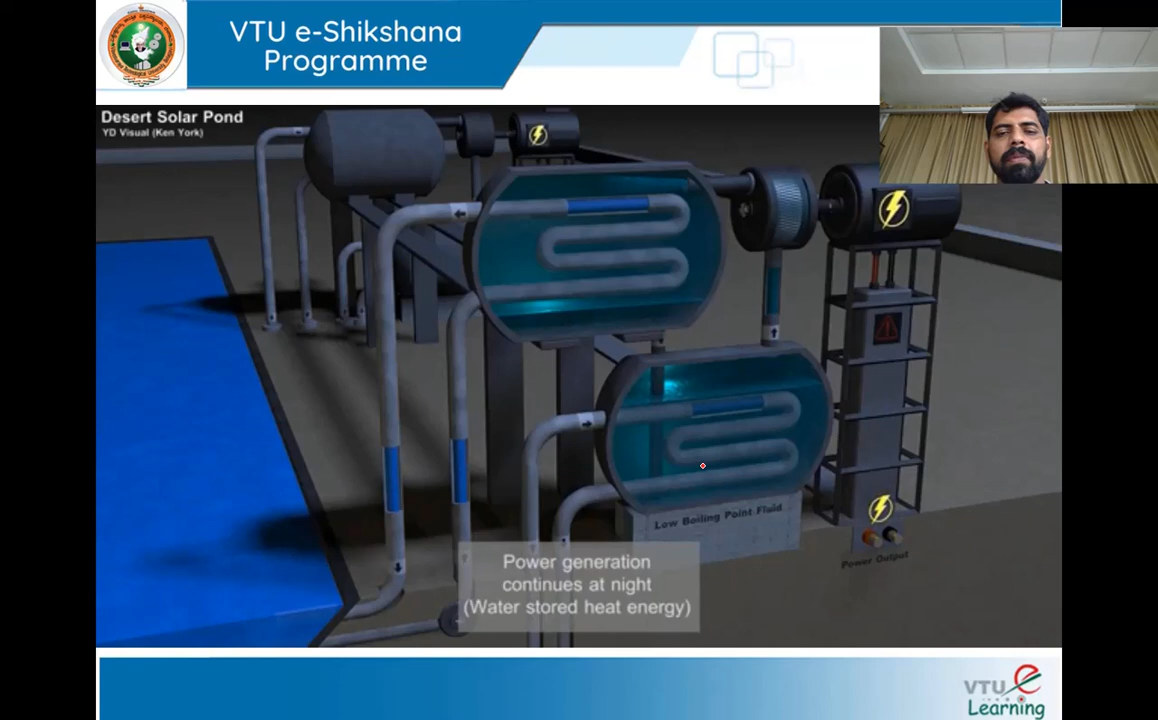 VTU e-Shikshana
Programme
Desert Solar Pond
YD Visual (Ken York)
Low Boiling Point Fluid
Power Output
Power generation
continues at night
(Water stored heat energy)
VTU e
Learning